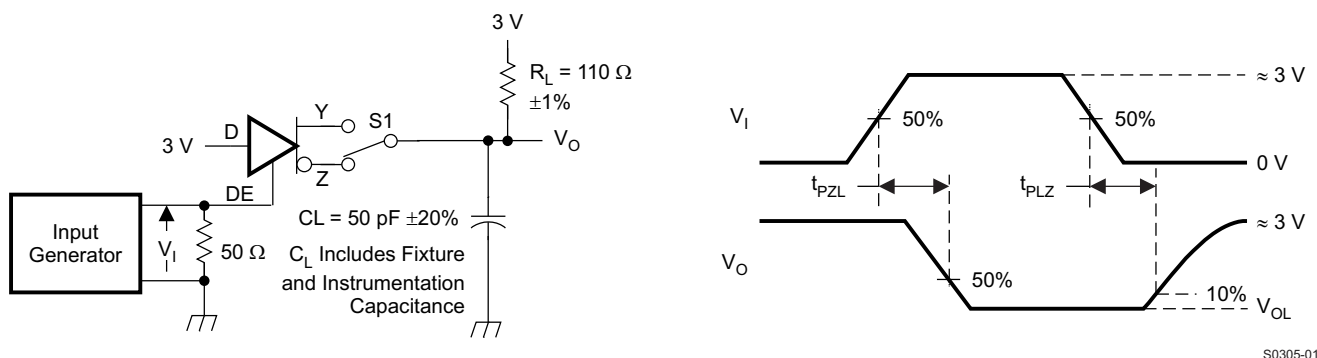 3 V
R_L = 110 Ω
±1%
Y
S1
D
3 V
V_O
Z
DE
Input
Generator
V_I
50 Ω
CL = 50 pF ±20%
C_L Includes Fixture
and Instrumentation
Capacitance
≈ 3 V
V_I
50%
50%
0 V
t_PZL
t_PLZ
≈ 3 V
V_O
50%
10%
V_OL
S0305-01